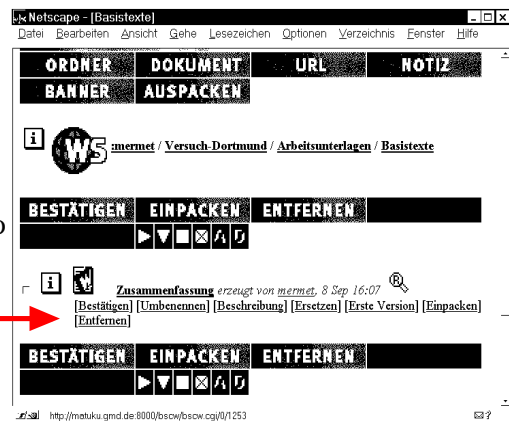 Netscape - [Basistexte]
Datei Bearbeiten Ansicht Gehe Lesezeichen Optionen Verzeichnis Fenster Hilfe
ORDNER DOKUMENT URL NOTIZ
BANNER AUSPACKEN
i WS :mermet / Versuch-Dortmund / Arbeitsunterlagen / Basistexte
BESTÄTIGEN EINPACKEN ENTFERNEN
i Zusammenfassung erzeugt von mermet, 8 Sep 16:07 R
[Bestätigen] [Umbenennen] [Beschreibung] [Ersetzen] [Erste Version] [Einpacken]
[Entfernen]
BESTÄTIGEN EINPACKEN ENTFERNEN
http://matuku.gmd.de:8000/bscw/bscw.cgi/0/1253 ?